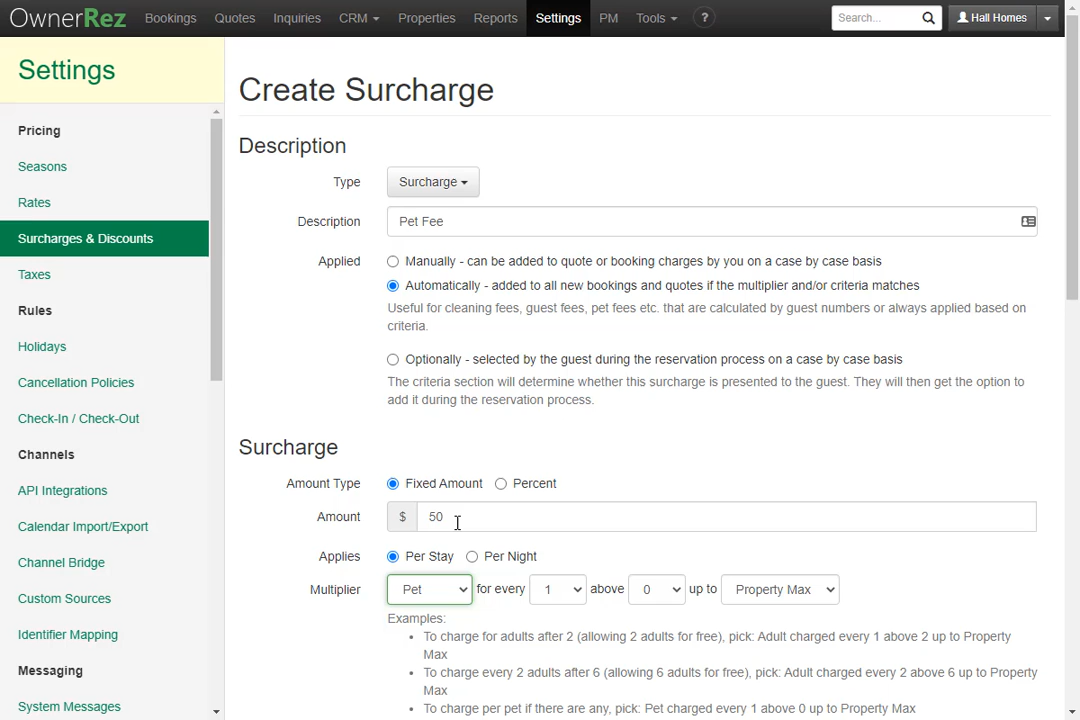 OwnerRez Bookings Quotes Inquiries CRM Properties Reports Settings PM Tools ? Search... Hall Homes
Settings
Pricing
Seasons
Rates
Surcharges & Discounts
Taxes
Rules
Holidays
Cancellation Policies
Check-In / Check-Out
Channels
API Integrations
Calendar Import/Export
Channel Bridge
Custom Sources
Identifier Mapping
Messaging
System Messages
Create Surcharge
Description
Type Surcharge
Description Pet Fee
Applied Manually - can be added to quote or booking charges by you on a case by case basis
Automatically - added to all new bookings and quotes if the multiplier and/or criteria matches
Useful for cleaning fees, guest fees, pet fees etc. that are calculated by guest numbers or always applied based on
criteria.
Optionally - selected by the guest during the reservation process on a case by case basis
The criteria section will determine whether this surcharge is presented to the guest. They will then get the option to
add it during the reservation process.
Surcharge
Amount Type Fixed Amount Percent
Amount $ 50
Applies Per Stay Per Night
Multiplier Pet for every 1 above 0 up to Property Max
Examples:
• To charge for adults after 2 (allowing 2 adults for free), pick: Adult charged every 1 above 2 up to Property
Max
• To charge every 2 adults after 6 (allowing 6 adults for free), pick: Adult charged every 2 above 6 up to Property
Max
• To charge per pet if there are any, pick: Pet charged every 1 above 0 up to Property Max